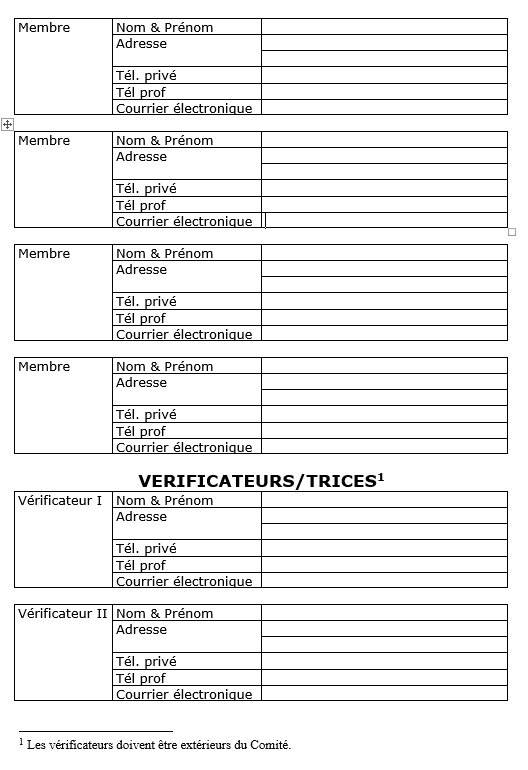 Membre Nom & Prénom
Adresse
Tél. privé
Tél prof
Courrier électronique
Membre Nom & Prénom
Adresse
Tél. privé
Tél prof
Courrier électronique
Membre Nom & Prénom
Adresse
Tél. privé
Tél prof
Courrier électronique
Membre Nom & Prénom
Adresse
Tél. privé
Tél prof
Courrier électronique
VERIFICATEURS/TRICES¹
Vérificateur I Nom & Prénom
Adresse
Tél. privé
Tél prof
Courrier électronique
Vérificateur II Nom & Prénom
Adresse
Tél. privé
Tél prof
Courrier électronique
¹ Les vérificateurs doivent être extérieurs du Comité.